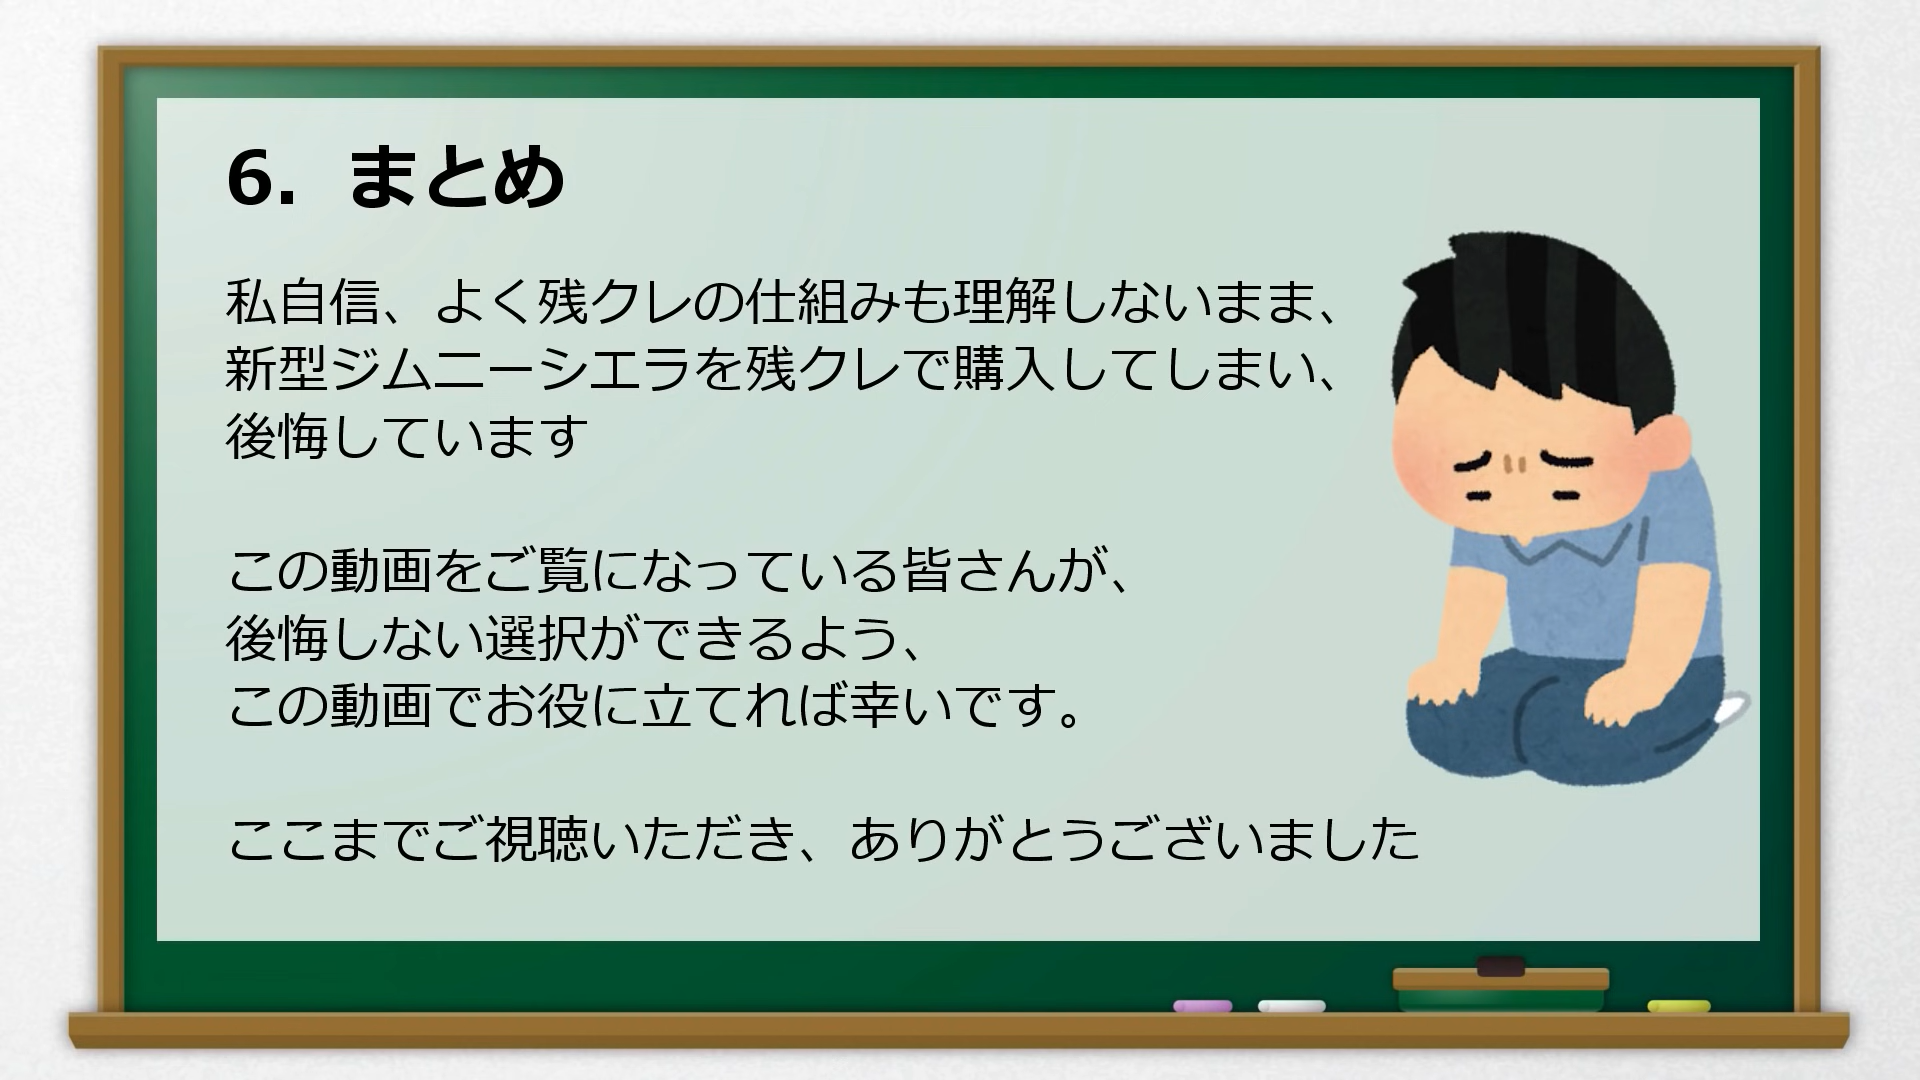 6. まとめ
私自信、よく残クレの仕組みも理解しないまま、
新型ジムニーシエラを残クレで購入してしまい、
後悔しています
この動画をご覧になっている皆さんが、
後悔しない選択ができるよう、
この動画でお役に立てれば幸いです。
ここまでご視聴いただき、ありがとうございました